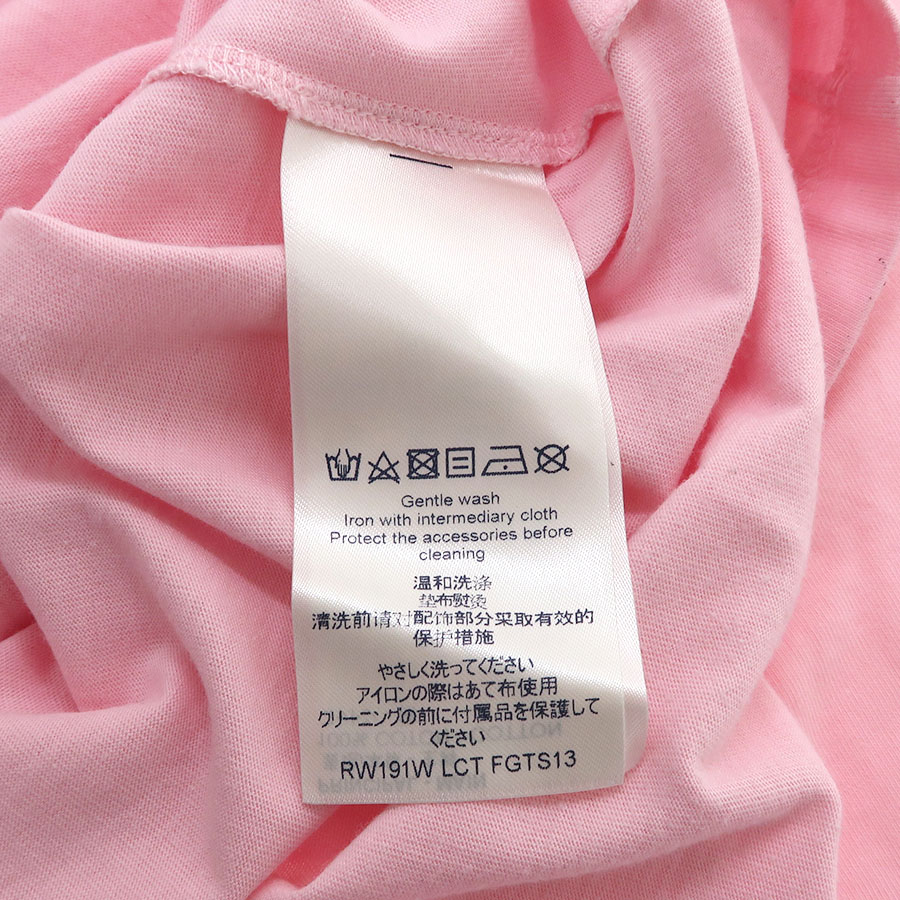 Gentle wash
Iron with intermediary cloth
Protect the accessories before
cleaning
温和洗涤
垫布熨烫
清洗前请对配饰部分采取有效的
保护措施
やさしく洗ってください
アイロンの際はあて布使用
クリーニングの前に付属品を保護して
ください
RW191W LCT FGTS13